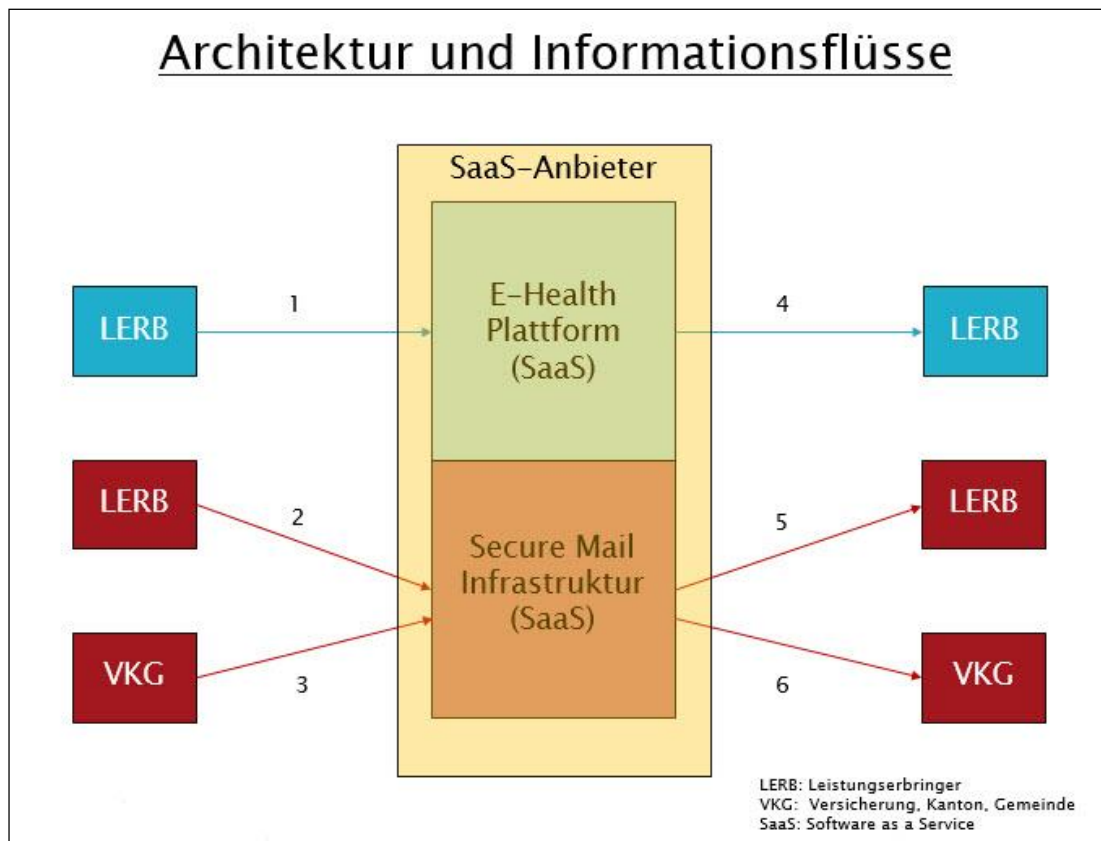 Architektur und Informationsflüsse
SaaS-Anbieter
E-Health
Plattform
(SaaS)
LERB
1
4
LERB
LERB
2
Secure Mail
Infrastruktur
(SaaS)
5
LERB
VKG
3
6
VKG
LERB: Leistungserbringer
VKG: Versicherung, Kanton, Gemeinde
SaaS: Software as a Service